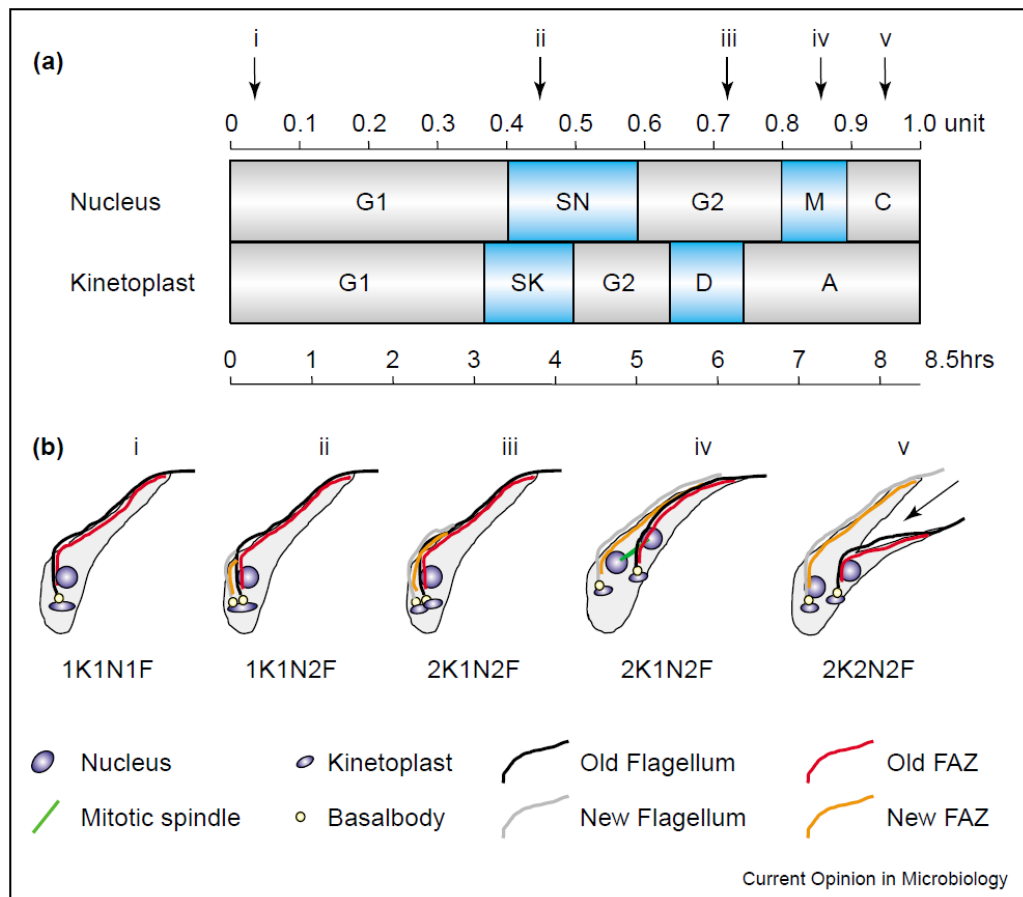 i ii iii iv v
(a)
0 0.1 0.2 0.3 0.4 0.5 0.6 0.7 0.8 0.9 1.0 unit
Nucleus G1 SN G2 M C
Kinetoplast G1 SK G2 D A
0 1 2 3 4 5 6 7 8 8.5hrs
(b) i ii iii iv v
1K1N1F 1K1N2F 2K1N2F 2K1N2F 2K2N2F
Nucleus Kinetoplast Old Flagellum Old FAZ
Mitotic spindle Basalbody New Flagellum New FAZ
Current Opinion in Microbiology